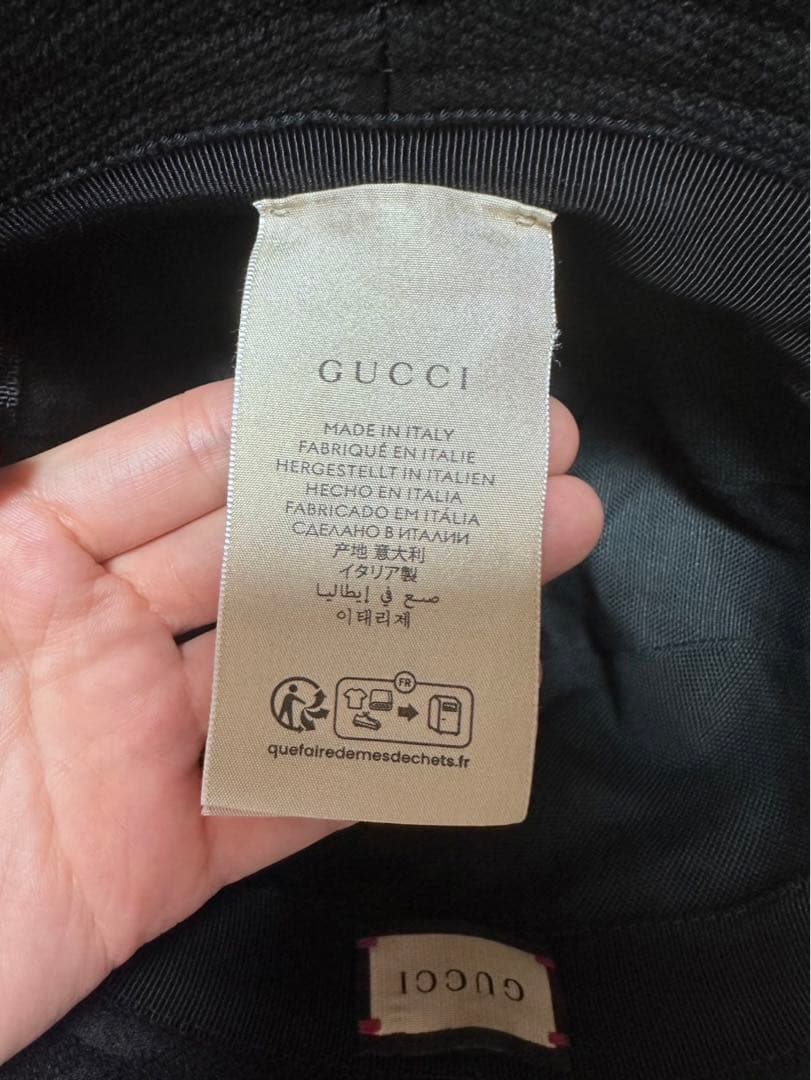 GUCCI
MADE IN ITALY
FABRIQUÉ EN ITALIE
HERGESTELLT IN ITALIEN
HECHO EN ITALIA
FABRICADO EM ITÁLIA
СДЕЛАНО В ИТАЛИИ
产地 意大利
イタリア製
صنع في إيطاليا
이태리제
FR
quefairedemesdechets.fr
GUCCI